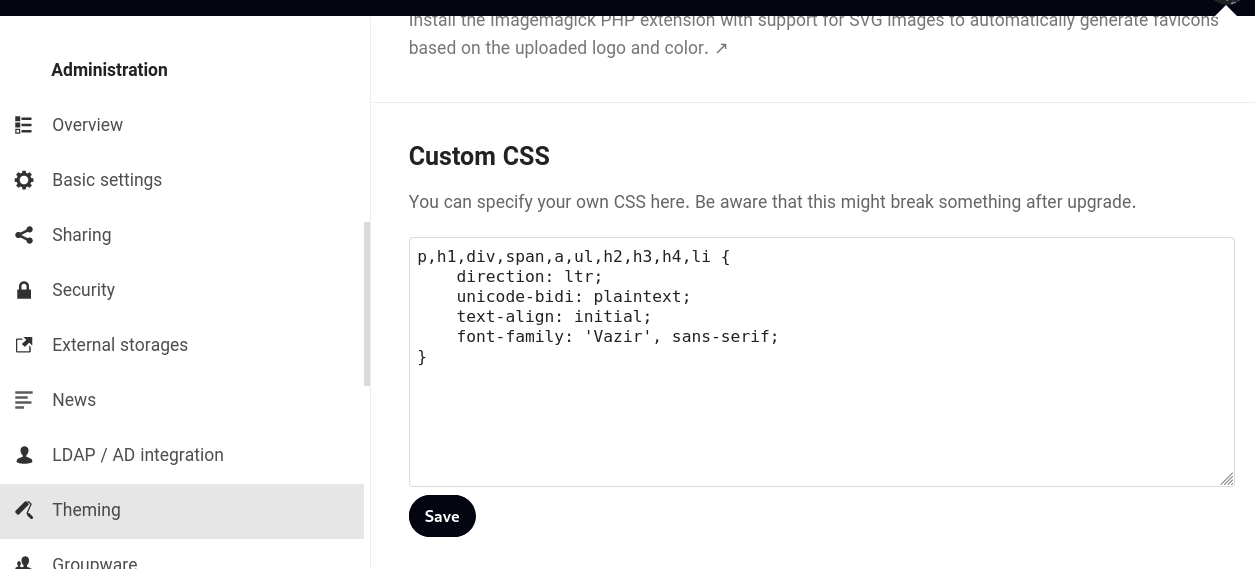 Install the Imagemagick PHP extension with support for SVG images to automatically generate favicons
based on the uploaded logo and color. ↗
Administration
Overview
Basic settings
Sharing
Security
External storages
News
LDAP / AD integration
Theming
Groupware
Custom CSS
You can specify your own CSS here. Be aware that this might break something after upgrade.
p,h1,div,span,a,ul,h2,h3,h4,li {
    direction: ltr;
    unicode-bidi: plaintext;
    text-align: initial;
    font-family: 'Vazir', sans-serif;
}
Save